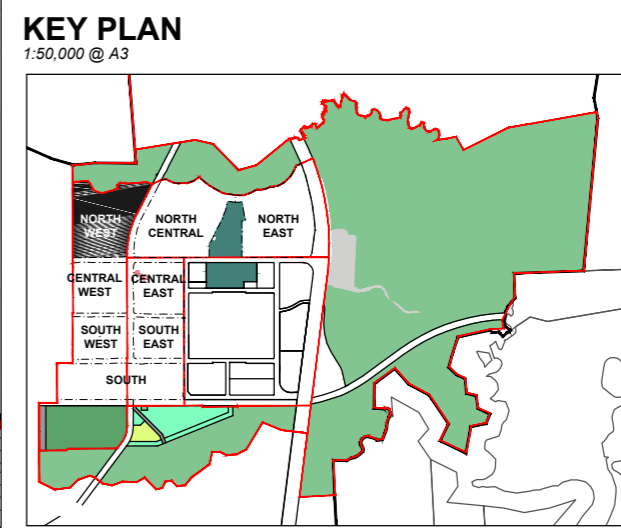 KEY PLAN
1:50,000 @ A3
NORTH
WEST
NORTH
CENTRAL
NORTH
EAST
CENTRAL
WEST
CENTRAL
EAST
SOUTH
WEST
SOUTH
EAST
SOUTH